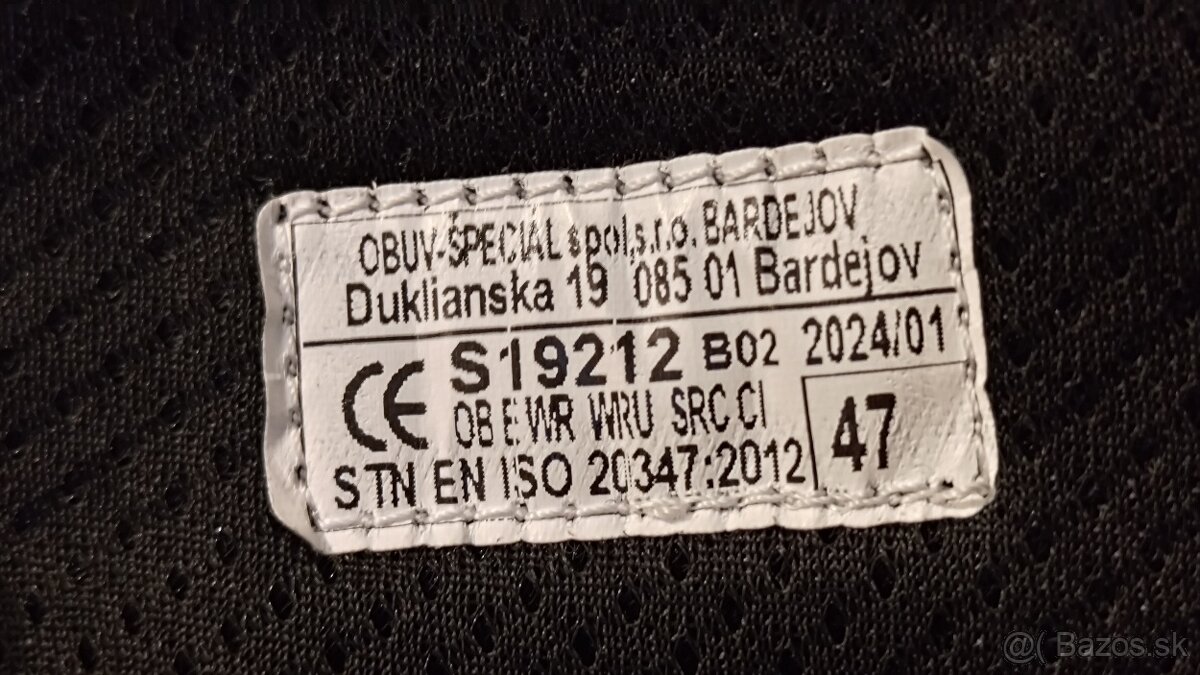 OBUV-ŠPECIÁL spol.s.r.o. BARDEJOV
Duklianska 19 085 01 Bardejov
CE S19212 B02 2024/01
OB E WR WRU SRC CI
47
STN EN ISO 20347:2012
@( Bazos.sk